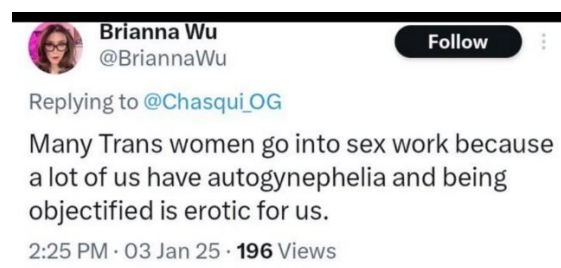 Brianna Wu
@BriannaWu
Follow
Replying to @Chasqui_OG
Many Trans women go into sex work because
a lot of us have autogynephelia and being
objectified is erotic for us.
2:25 PM · 03 Jan 25 · 196 Views